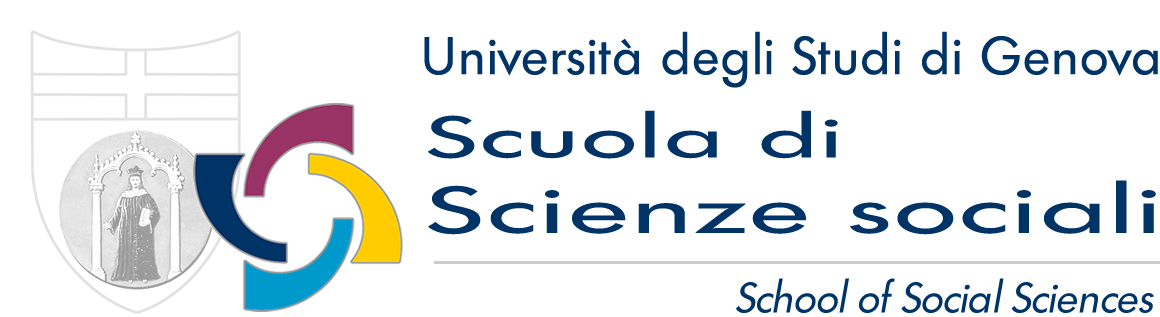 Università degli Studi di Genova
Scuola di
Scienze sociali
School of Social Sciences